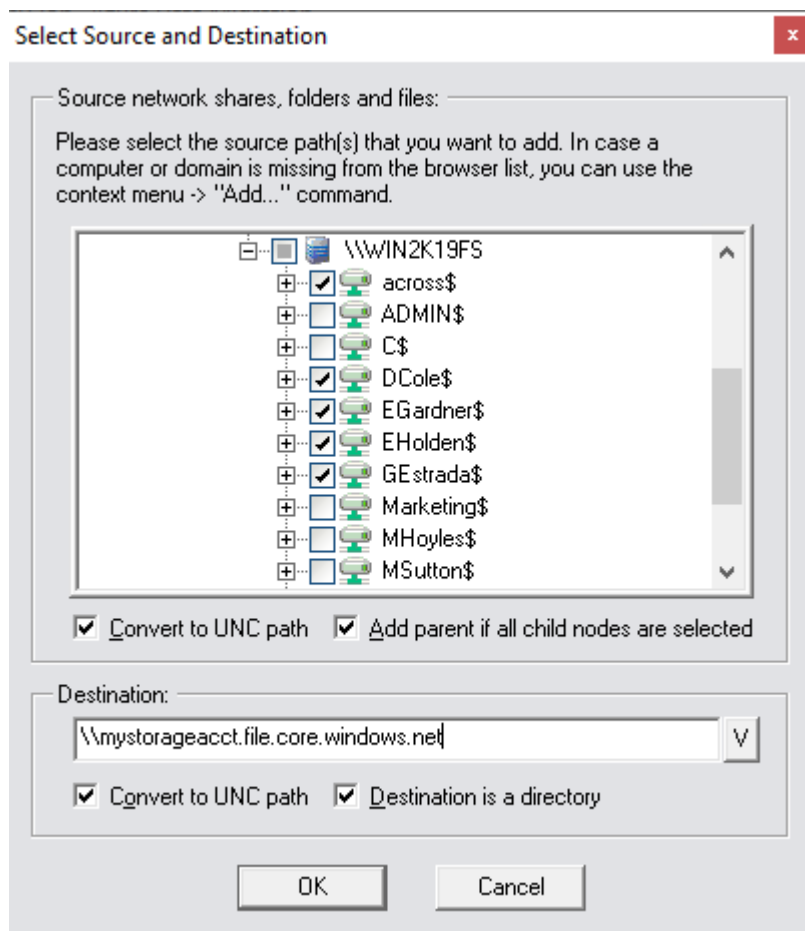 Select Source and Destination
x
Source network shares, folders and files:
Please select the source path(s) that you want to add. In case a
computer or domain is missing from the browser list, you can use the
context menu -> "Add..." command.
\\WIN2K19FS
across$
ADMIN$
C$
DCole$
EGardner$
EHolden$
GEstrada$
Marketing$
MHoyles$
MSutton$
Convert to UNC path Add parent if all child nodes are selected
Destination:
\\mystorageacct.file.core.windows.net V
Convert to UNC path Destination is a directory
OK Cancel